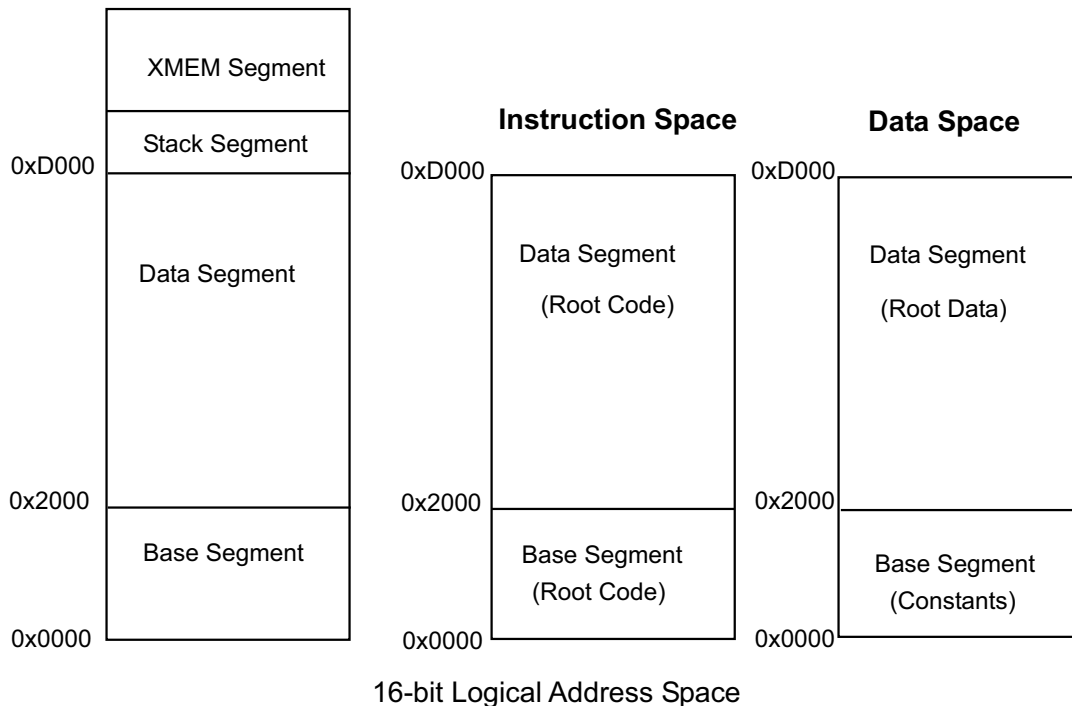 XMEM Segment
Stack Segment
0xD000
Data Segment
0x2000
Base Segment
0x0000
Instruction Space
0xD000
Data Segment
(Root Code)
0x2000
Base Segment
(Root Code)
0x0000
Data Space
0xD000
Data Segment
(Root Data)
0x2000
Base Segment
(Constants)
0x0000
16-bit Logical Address Space